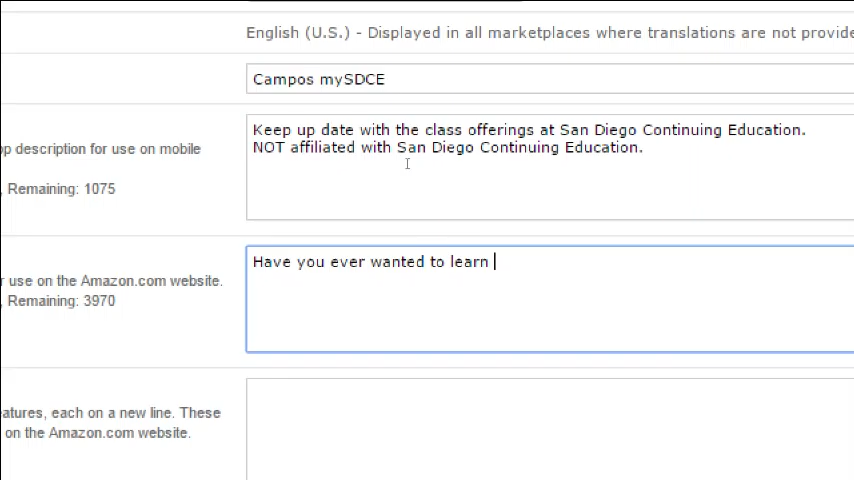 English (U.S.) - Displayed in all marketplaces where translations are not provide
Campos mySDCE
Keep up date with the class offerings at San Diego Continuing Education.
NOT affiliated with San Diego Continuing Education.
pp description for use on mobile
, Remaining: 1075
Have you ever wanted to learn
r use on the Amazon.com website.
, Remaining: 3970
eatures, each on a new line. These
on the Amazon.com website.